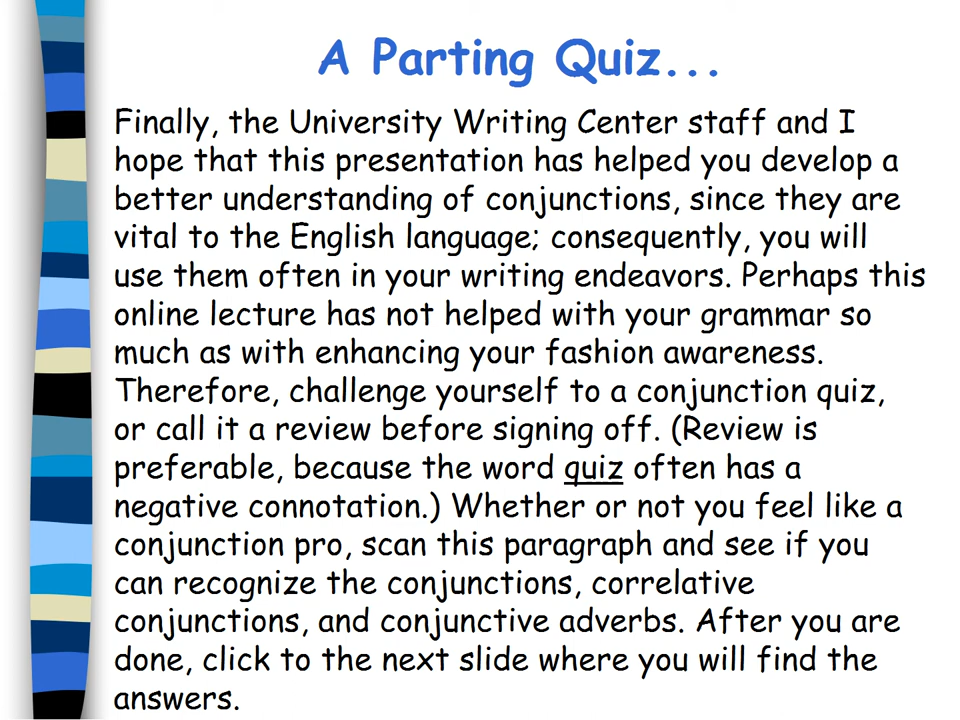 A Parting Quiz...
Finally, the University Writing Center staff and I
hope that this presentation has helped you develop a
better understanding of conjunctions, since they are
vital to the English language; consequently, you will
use them often in your writing endeavors. Perhaps this
online lecture has not helped with your grammar so
much as with enhancing your fashion awareness.
Therefore, challenge yourself to a conjunction quiz,
or call it a review before signing off. (Review is
preferable, because the word quiz often has a
negative connotation.) Whether or not you feel like a
conjunction pro, scan this paragraph and see if you
can recognize the conjunctions, correlative
conjunctions, and conjunctive adverbs. After you are
done, click to the next slide where you will find the
answers.